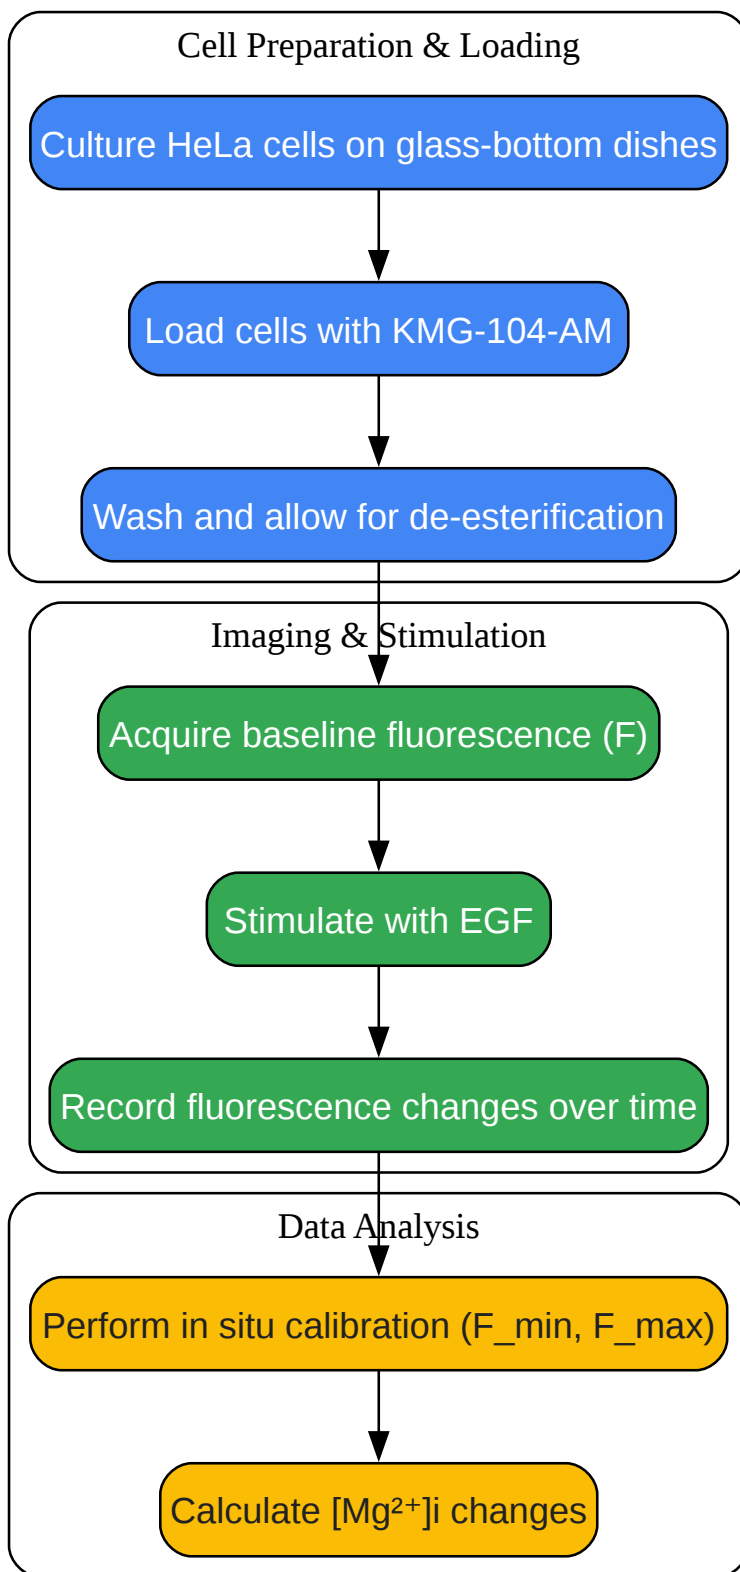 Cell Preparation & Loading
Culture HeLa cells on glass-bottom dishes
Load cells with KMG-104-AM
Wash and allow for de-esterification
Imaging & Stimulation
Acquire baseline fluorescence (F)
Stimulate with EGF
Record fluorescence changes over time
Data Analysis
Perform in situ calibration (F_min, F_max)
Calculate [Mg²⁺]i changes